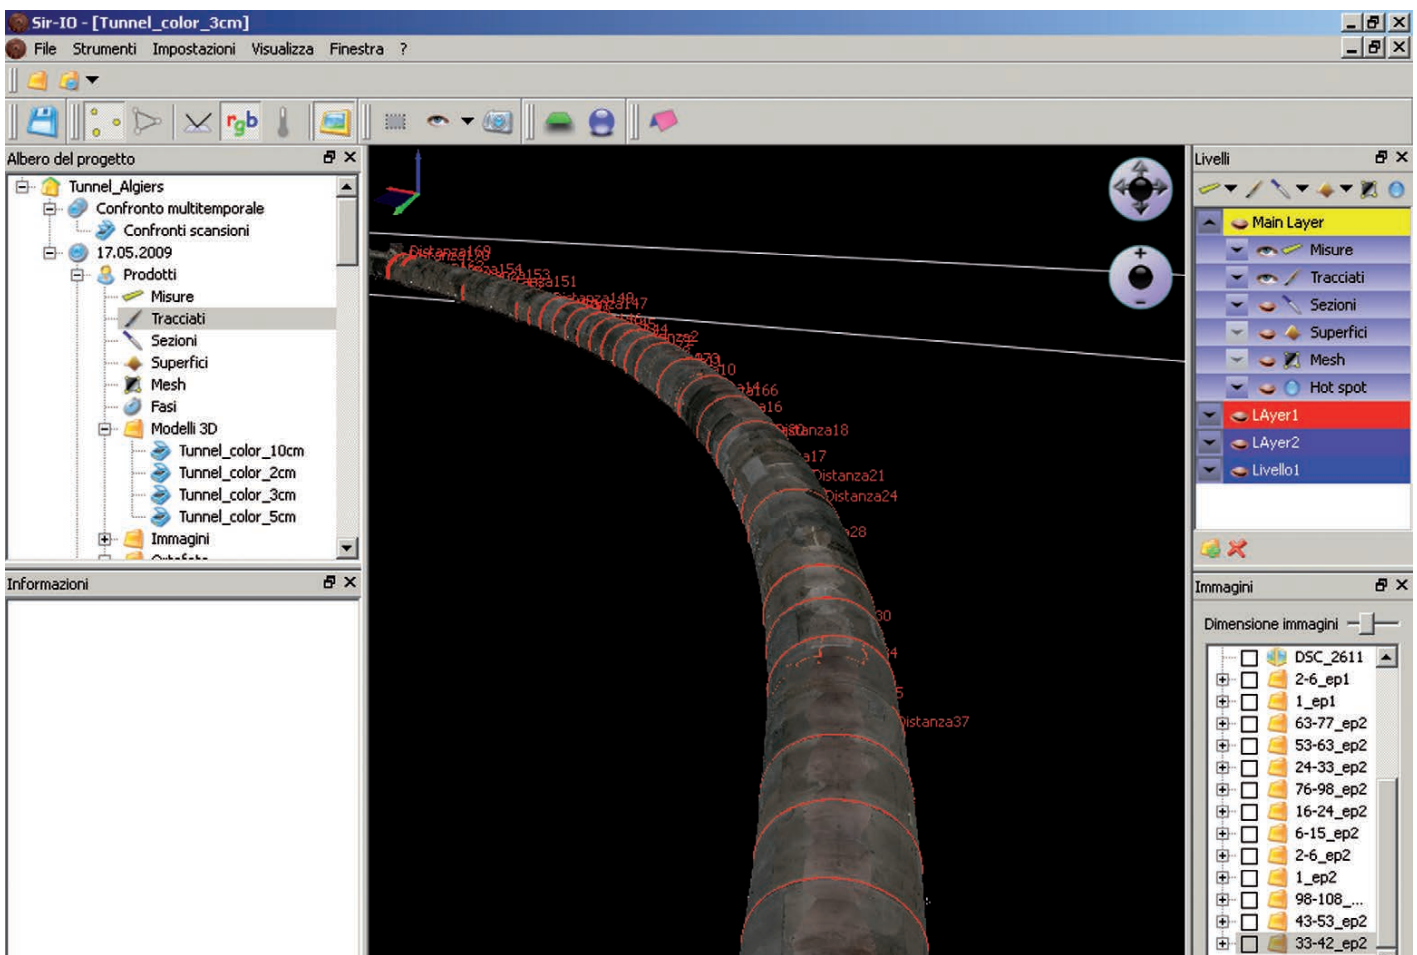 Sir-IO - [Tunnel_color_3cm]
File Strumenti Impostazioni Visualizza Finestra ?
rgb
Albero del progetto
Tunnel_Algiers
Confronto multitemporale
Confronti scansioni
17.05.2009
Prodotti
Misure
Tracciati
Sezioni
Superfici
Mesh
Fasi
Modelli 3D
Tunnel_color_10cm
Tunnel_color_2cm
Tunnel_color_3cm
Tunnel_color_5cm
Immagini
Informazioni
Distanza169
Distanza18
Distanza21
Distanza24
Distanza37
Livelli
Main Layer
Misure
Tracciati
Sezioni
Superfici
Mesh
Hot spot
LAyer1
LAyer2
Livello1
Immagini
Dimensione immagini
DSC_2611
2-6_ep1
1_ep1
63-77_ep2
53-63_ep2
24-33_ep2
76-98_ep2
16-24_ep2
6-15_ep2
2-6_ep2
1_ep2
98-108_...
43-53_ep2
33-42_ep2